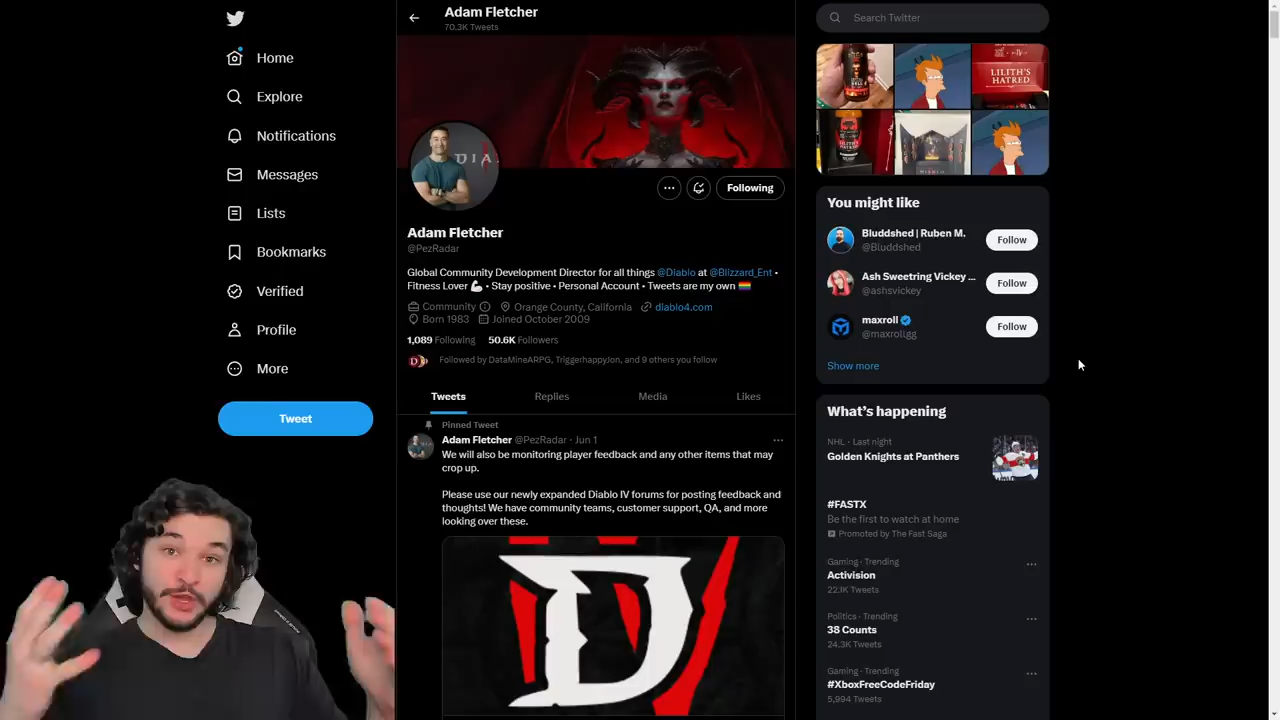 Home
Explore
Notifications
Messages
Lists
Bookmarks
Verified
Profile
More
Tweet
Adam Fletcher
70.3K Tweets
DIA
Following
Adam Fletcher
@PezRadar
Global Community Development Director for all things @Diablo at @Blizzard_Ent •
Fitness Lover 💪 • Stay positive • Personal Account • Tweets are my own 🏳️‍🌈
Community Orange County, California diablo4.com
Born 1983 Joined October 2009
1,089 Following 50.6K Followers
Followed by DataMineARPG, TriggerhappyJon, and 9 others you follow
Tweets Replies Media Likes
Pinned Tweet
Adam Fletcher @PezRadar · Jun 1
We will also be monitoring player feedback and any other items that may
crop up.
Please use our newly expanded Diablo IV forums for posting feedback and
thoughts! We have community teams, customer support, QA, and more
looking over these.
D
Search Twitter
LILITH'S
HATRED
You might like
Bluddshed | Ruben M.
@Bluddshed
Follow
Ash Sweetring Vickey ...
@ashsvickey
Follow
maxroll
@maxrollgg
Follow
Show more
What's happening
NHL · Last night
Golden Knights at Panthers
#FASTX
Be the first to watch at home
Promoted by The Fast Saga
Gaming · Trending
Activision
22.1K Tweets
Politics · Trending
38 Counts
24.3K Tweets
Gaming · Trending
#XboxFreeCodeFriday
5,994 Tweets